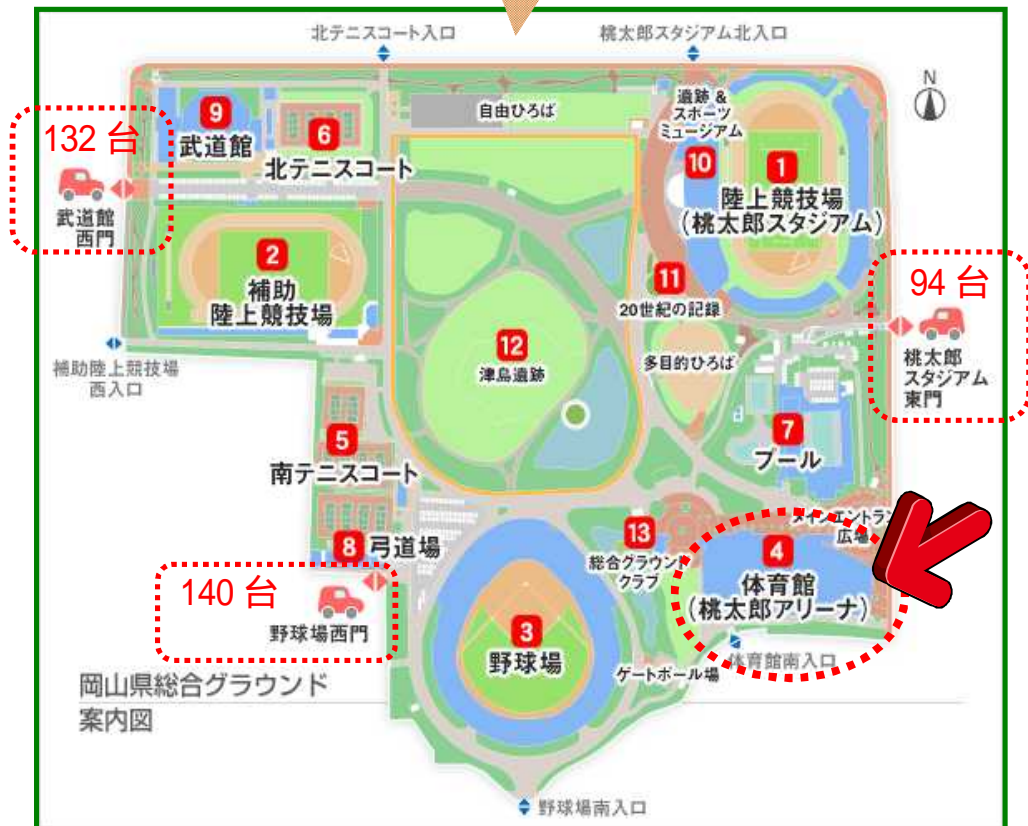 北テニスコート入口
桃太郎スタジアム北入口
N
自由ひろば
遺跡 &
スポーツ
ミュージアム
10
9
武道館
6
北テニスコート
1
陸上競技場
(桃太郎スタジアム)
132 台
武道館
西門
2
補助
陸上競技場
11
20世紀の記録
94 台
桃太郎
スタジアム
東門
補助陸上競技場
西入口
12
津島遺跡
多目的ひろば
7
プール
5
南テニスコート
8 弓道場
メインエントラン
広場
13
総合グラウンド
クラブ
4
体育館
(桃太郎アリーナ)
140 台
野球場西門
3
野球場
体育館南入口
ゲートボール場
岡山県総合グラウンド
案内図
野球場南入口